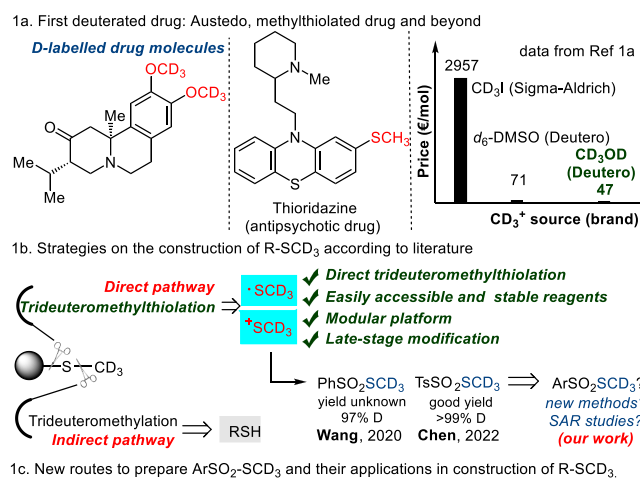 1a. First deuterated drug: Austedo, methylthiolated drug and beyond
D-labelled drug molecules
OCD3
OCD3
Me
O
N
H
N
Me
N
SCH3
S
Thioridazine
(antipsychotic drug)
data from Ref 1a
2957
CD3I (Sigma-Aldrich)
d6-DMSO (Deutero)
71
CD3OD
(Deutero)
47
Price (€/mol)
CD3+ source (brand)
1b. Strategies on the construction of R-SCD3 according to literature
Direct pathway
Trideuteromethylthiolation
·SCD3
+SCD3
Direct trideuteromethylthiolation
Easily accessible and stable reagents
Modular platform
Late-stage modification
S
CD3
Trideuteromethylation
Indirect pathway
RSH
PhSO2SCD3
yield unknown
97% D
Wang, 2020
TsSO2SCD3
good yield
>99% D
Chen, 2022
ArSO2SCD3?
new methods?
SAR studies?
(our work)
1c. New routes to prepare ArSO2-SCD3 and their applications in construction of R-SCD3.